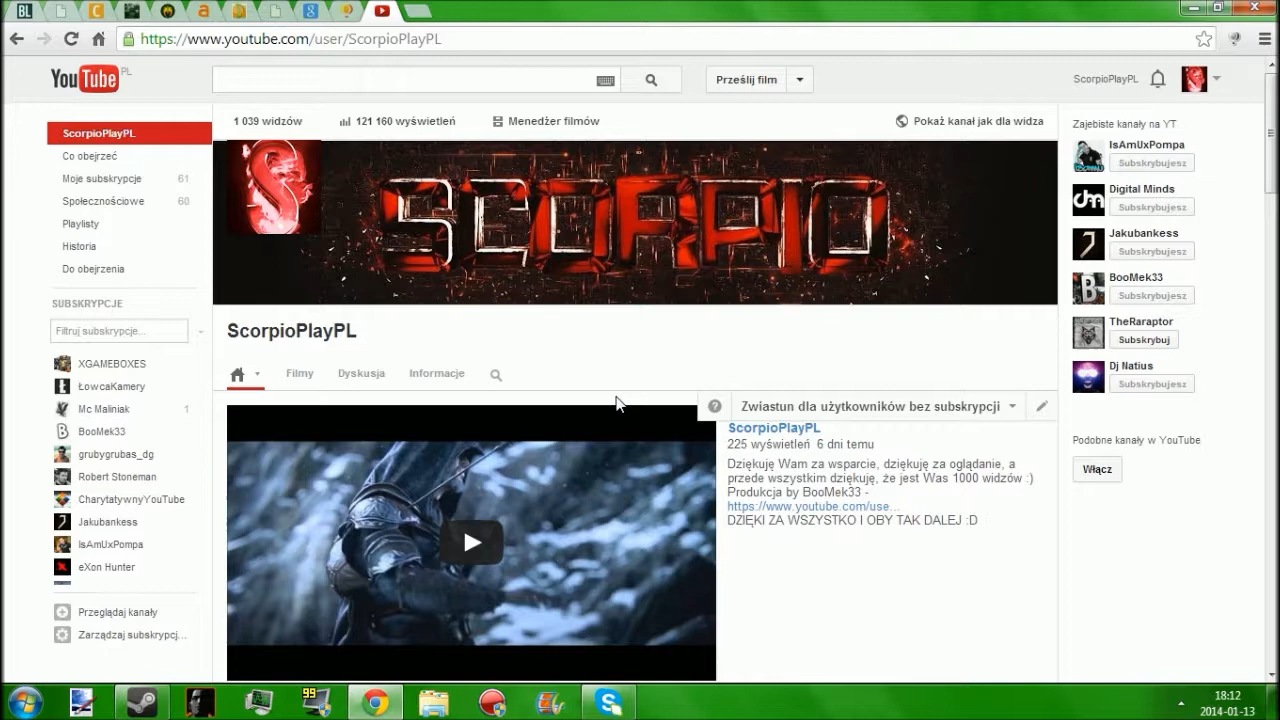 BL
https://www.youtube.com/user/ScorpioPlayPL
YouTube PL
Prześlij film
ScorpioPlayPL
ScorpioPlayPL
Co obejrzeć
Moje subskrypcje 61
Społecznościowe 60
Playlisty
Historia
Do obejrzenia
SUBSKRYPCJE
Filtruj subskrypcje...
XGAMEBOXES
ŁowcaKamery
Mc Maliniak 1
BooMek33
grubygrubas_dg
Robert Stoneman
CharytatywnyYouTube
Jakubankess
IsAmUxPompa
eXon Hunter
Przeglądaj kanały
Zarządzaj subskrypcj...
1 039 widzów
121 160 wyświetleń
Menedżer filmów
Pokaż kanał jak dla widza
SCORPIO
ScorpioPlayPL
Filmy
Dyskusja
Informacje
Zwiastun dla użytkowników bez subskrypcji
ScorpioPlayPL
225 wyświetleń 6 dni temu
Dziękuję Wam za wsparcie, dziękuję za oglądanie, a
przede wszystkim dziękuję, że jest Was 1000 widzów :)
Produkcja by BooMek33 -
https://www.youtube.com/use...
DZIĘKI ZA WSZYSTKO I OBY TAK DALEJ :D
Zajebiste kanały na YT
IsAmUxPompa
Subskrybujesz
Digital Minds
Subskrybujesz
Jakubankess
Subskrybujesz
BooMek33
Subskrybujesz
TheRaraptor
Subskrybuj
Dj Natius
Subskrybujesz
Podobne kanały w YouTube
Włącz
99
18:12
2014-01-13